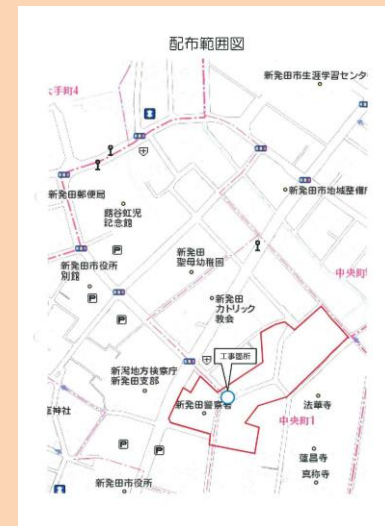 配布範囲図
新発田市生涯学習センタ
大手町4
新発田郵便局
蕗谷虹児
記念館
新発田市地域整備庁
新発田市役所
別館
P
新発田
聖母幼稚園
中央町
P
P
新発田
カトリック
教会
新潟地方検察庁
新発田支部
工事箇所
新発田警察署
法華寺
神社
中央町1
P
P
蓮昌寺
真称寺
新発田市役所